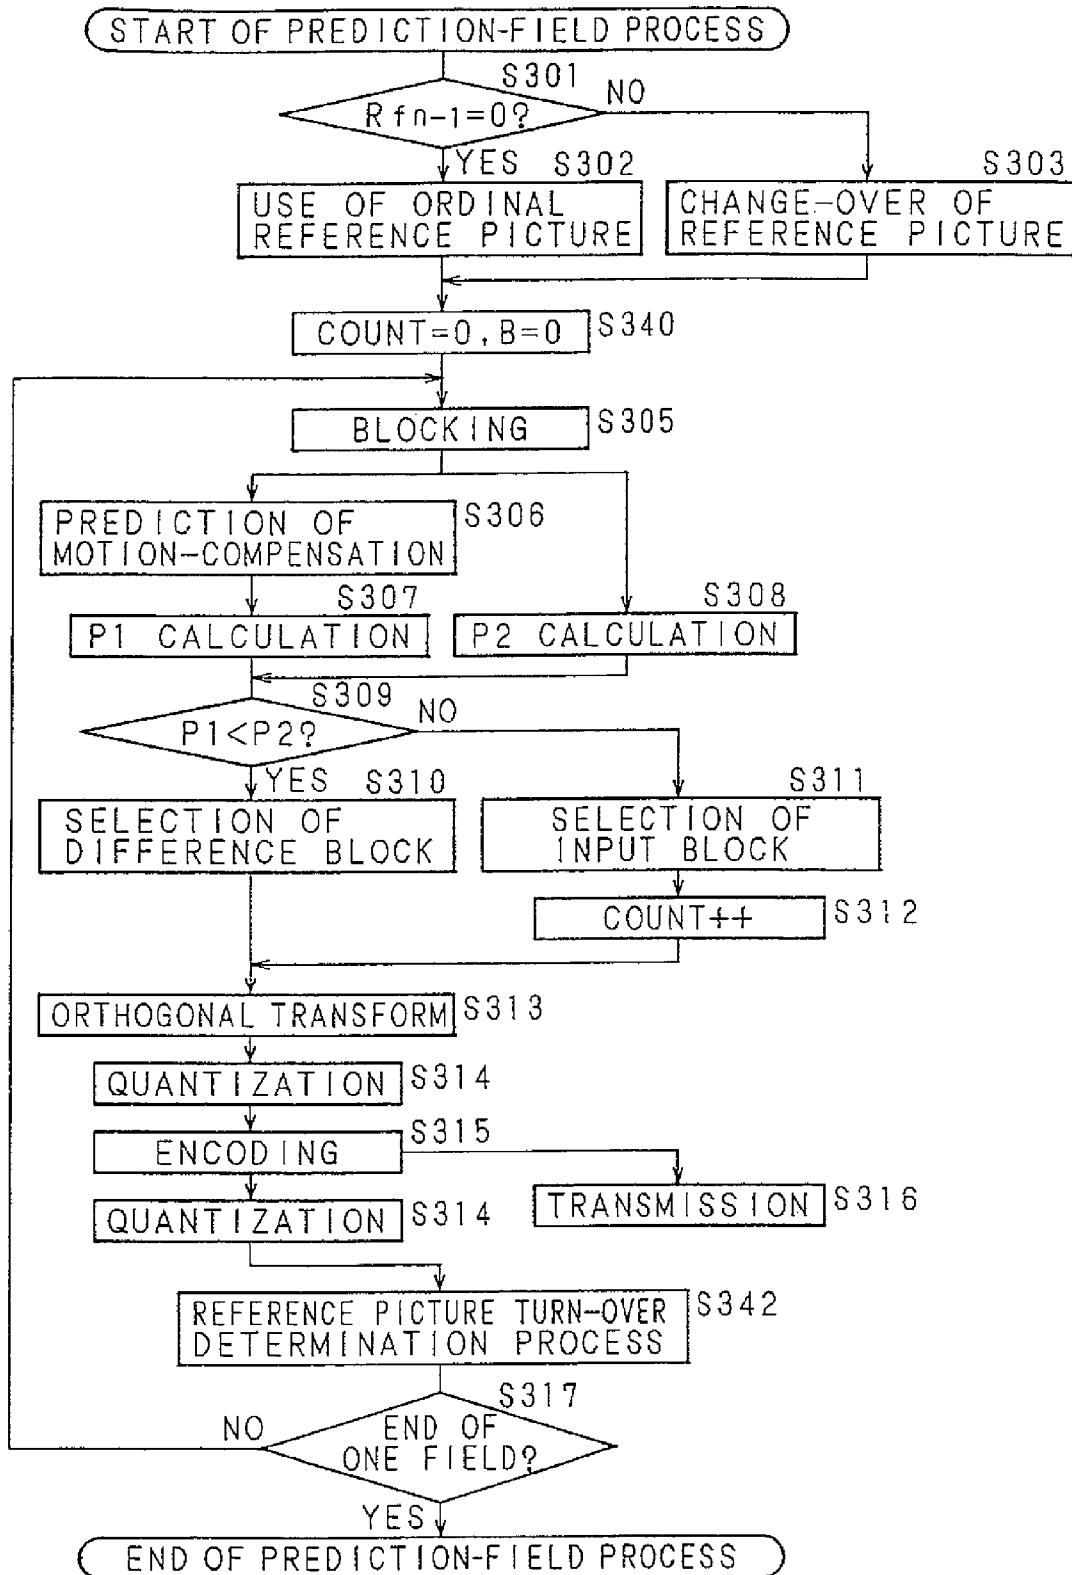 START OF PREDICTION-FIELD PROCESS
S301
Rfn-1=0?
NO
YES
S302
S303
USE OF ORDINAL
REFERENCE PICTURE
CHANGE-OVER OF
REFERENCE PICTURE
COUNT=0, B=0
S340
BLOCKING
S305
PREDICTION OF
MOTION-COMPENSATION
S306
S307
S308
P1 CALCULATION
P2 CALCULATION
S309
P1<P2?
NO
YES
S310
S311
SELECTION OF
DIFFERENCE BLOCK
SELECTION OF
INPUT BLOCK
COUNT++
S312
ORTHOGONAL TRANSFORM
S313
QUANTIZATION
S314
ENCODING
S315
QUANTIZATION
S314
TRANSMISSION
S316
REFERENCE PICTURE TURN-OVER
DETERMINATION PROCESS
S342
S317
NO
END OF
ONE FIELD?
YES
END OF PREDICTION-FIELD PROCESS